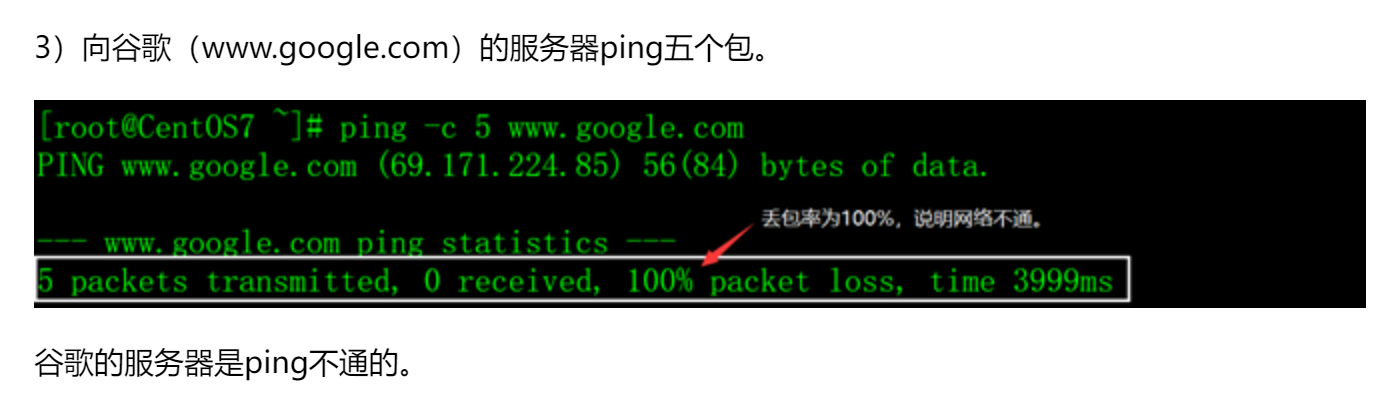 3）向谷歌（www.google.com）的服务器ping五个包。
[root@CentOS7 ~]# ping -c 5 www.google.com
PING www.google.com (69.171.224.85) 56(84) bytes of data.
丢包率为100%，说明网络不通。
--- www.google.com ping statistics ---
5 packets transmitted, 0 received, 100% packet loss, time 3999ms
谷歌的服务器是ping不通的。